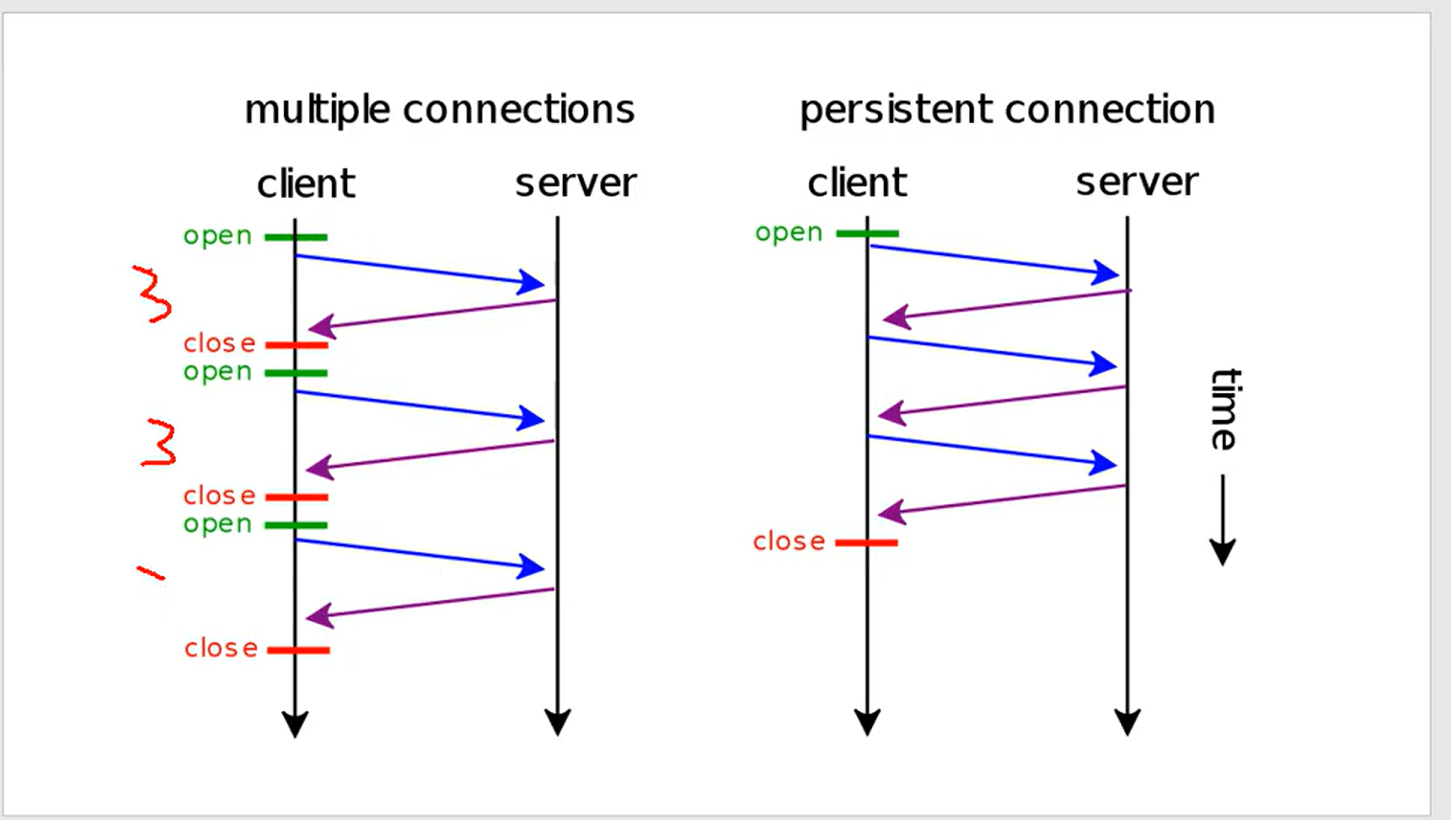 multiple connections
client server
open
3
close
open
3
close
open
close
persistent connection
client server
open
close
time